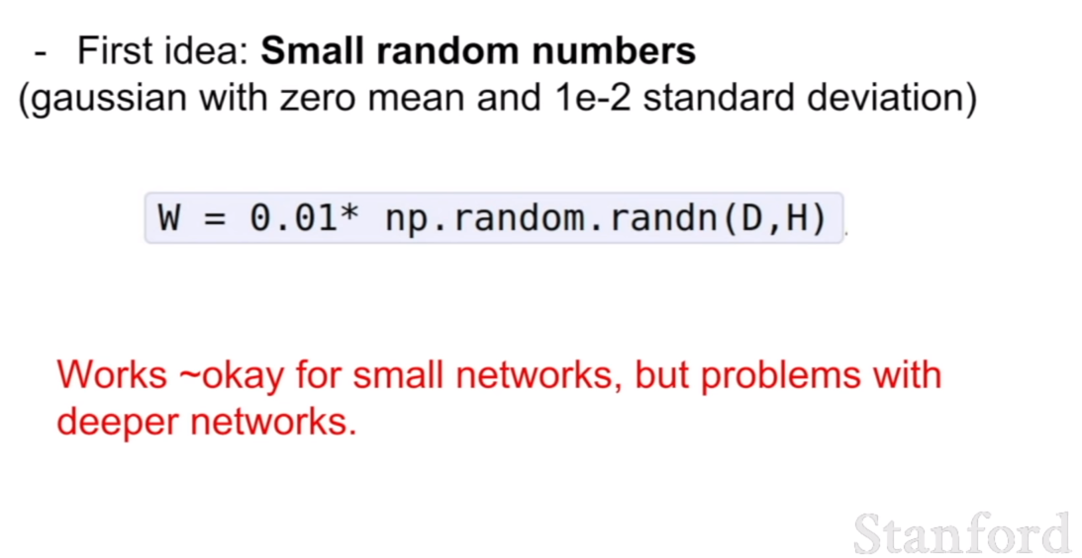 - First idea: Small random numbers
(gaussian with zero mean and 1e-2 standard deviation)
W = 0.01* np.random.randn(D,H)
Works ~okay for small networks, but problems with
deeper networks.
Stanford